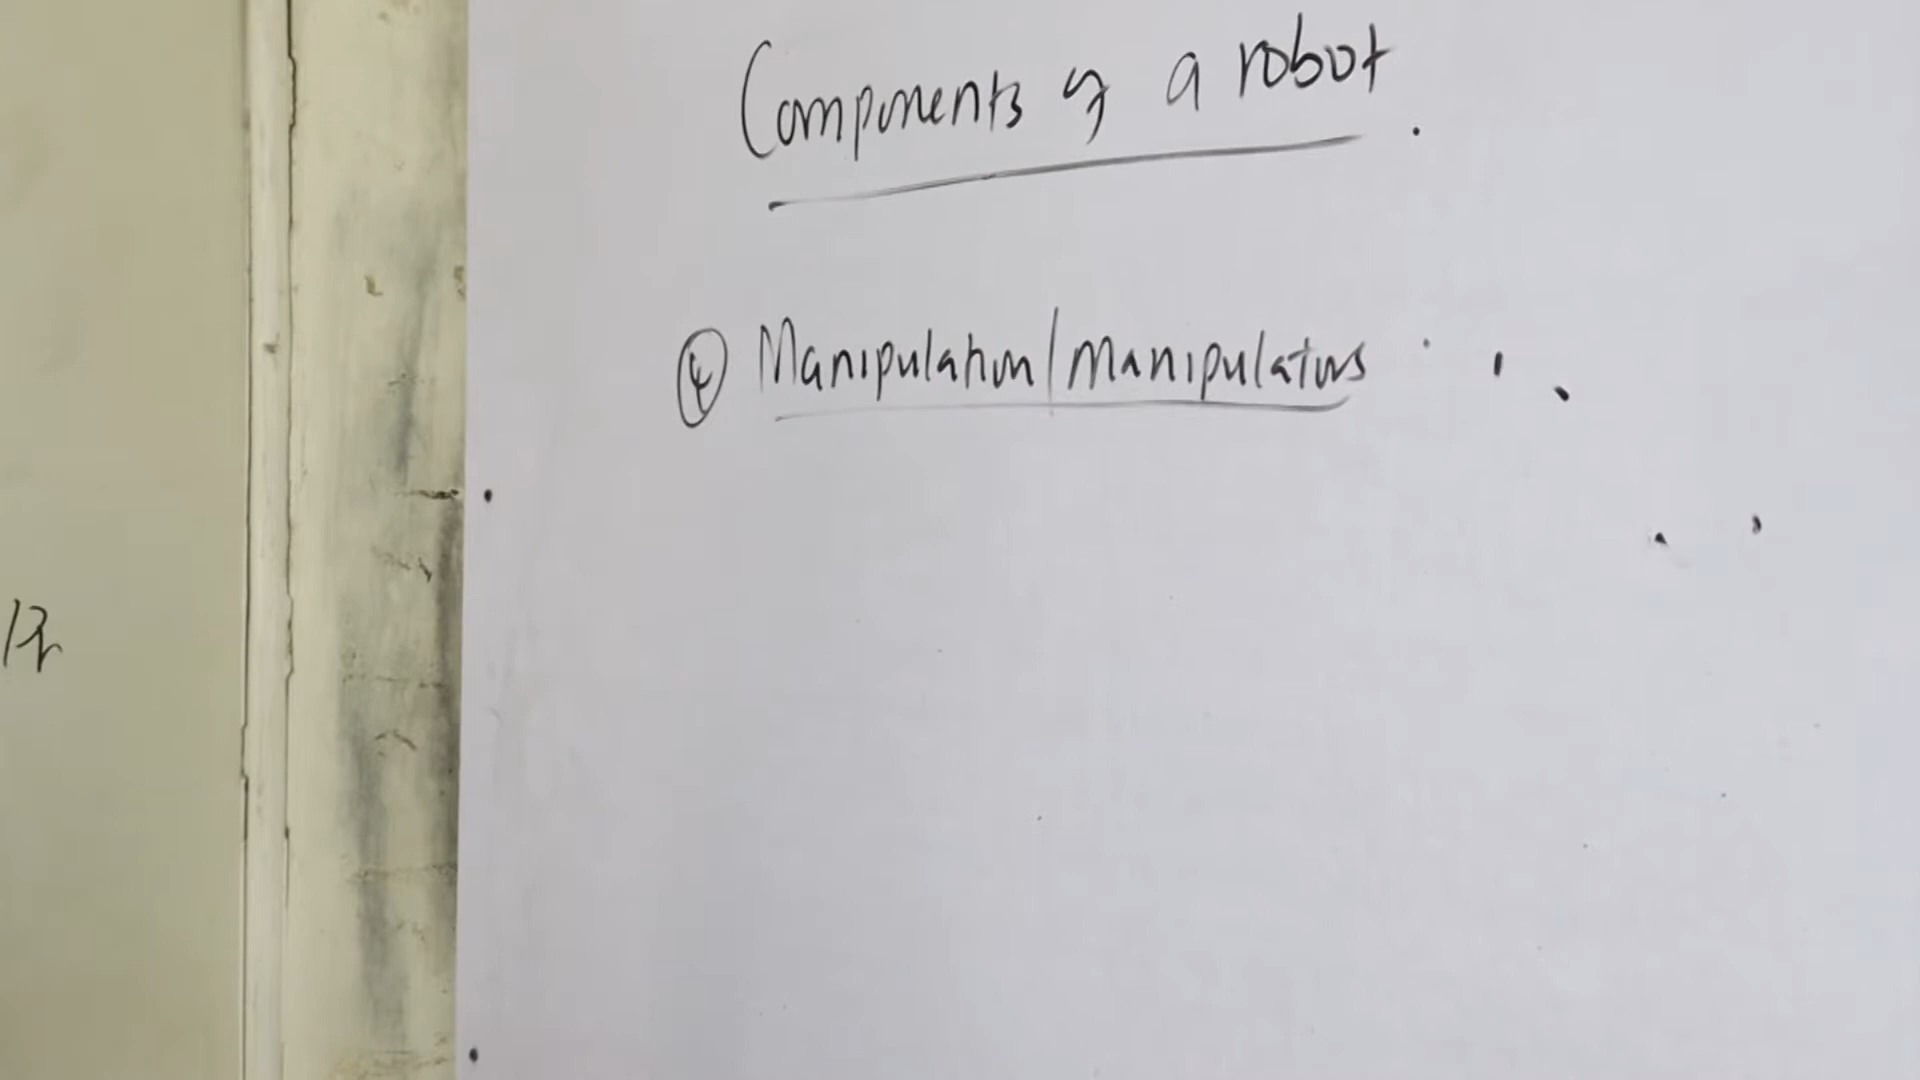 Components of a robot.
④ Manipulation/manipulators